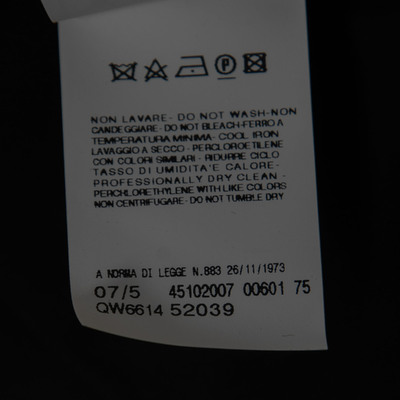 P
NON LAVARE- DO NOT WASH-NON
CANDEGGIARE- DO NOT BLEACH-FERRO A
TEMPERATURA MINIMA- COOL IRON
LAVAGGIO A SECCO - PERCLOROETILENE
CON COLORI SIMILARI - RIDURRE CICLO
TASSO DI UMIDITA'E CALORE-
PROFESSIONALLY DRY CLEAN -
PERCHLORETHYLENE WITH LIKE COLORS
NON CENTRIFUGARE- DO NOT TUMBLE DRY
A NORMA DI LEGGE N.883 26/11/1973
07/5 45102007 00601 75
QW6614 52039